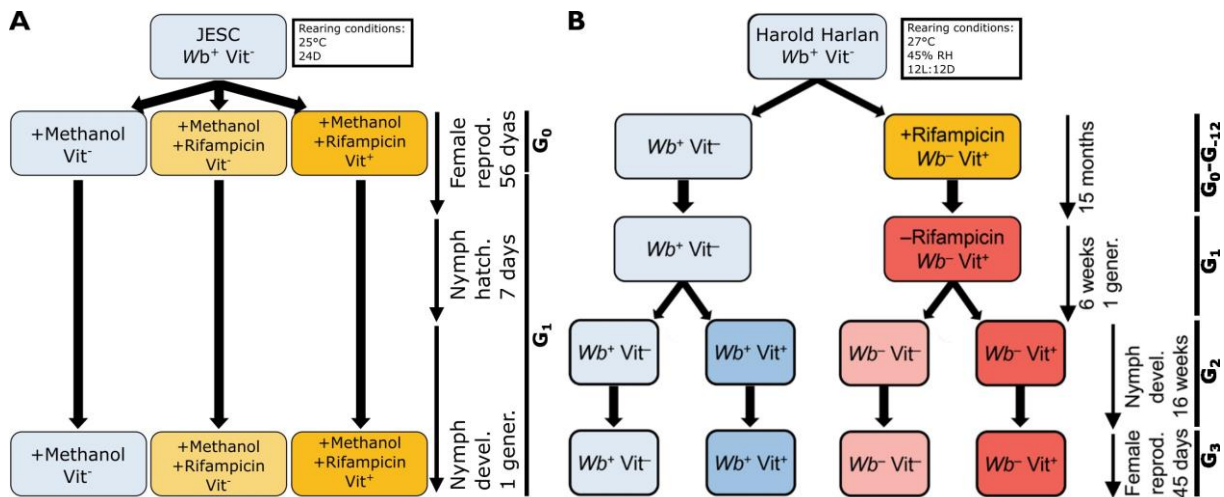 A
JESC
Wb⁺ Vit⁻
Rearing conditions:
25°C
24D
+Methanol
Vit⁻
+Methanol
+Rifampicin
Vit⁻
+Methanol
+Rifampicin
Vit⁺
Female
reprod.
56 dyas
G₀
Nymph
hatch.
7 days
G₁
+Methanol
Vit⁻
+Methanol
+Rifampicin
Vit⁻
+Methanol
+Rifampicin
Vit⁺
Nymph
devel.
1 gener.
B
Harold Harlan
Wb⁺ Vit⁻
Rearing conditions:
27°C
45% RH
12L:12D
Wb⁺ Vit⁻
+Rifampicin
Wb⁻ Vit⁺
15 months
G₀-G₋₁₂
Wb⁺ Vit⁻
–Rifampicin
Wb⁻ Vit⁺
6 weeks
1 gener.
G₁
Wb⁺ Vit⁻
Wb⁺ Vit⁺
Wb⁻ Vit⁻
Wb⁻ Vit⁺
Nymph
devel.
16 weeks
G₂
Wb⁺ Vit⁻
Wb⁺ Vit⁺
Wb⁻ Vit⁻
Wb⁻ Vit⁺
Female
reprod.
45 days
G₃